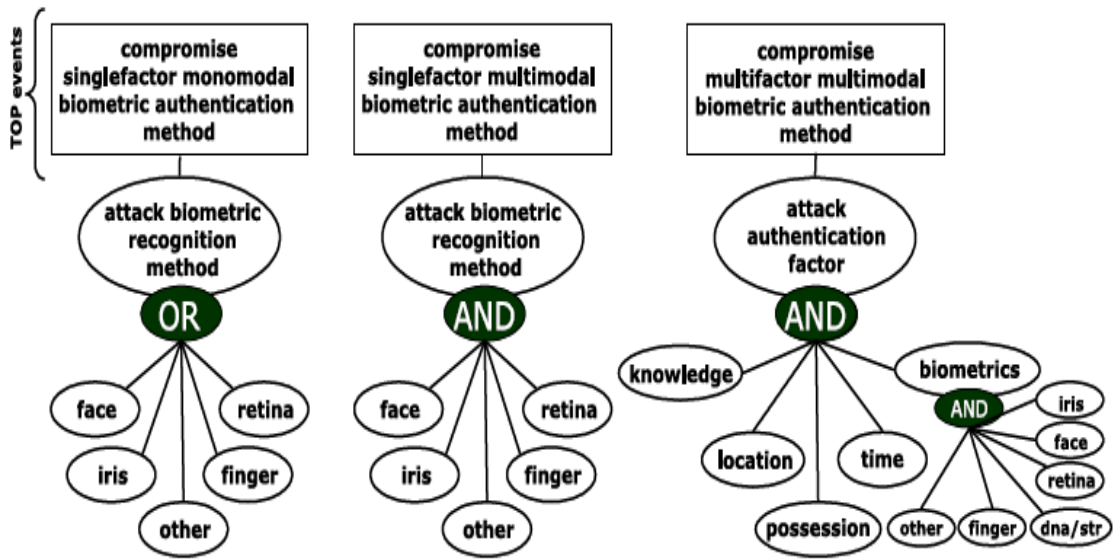 TOP events
compromise
singlefactor monomodal
biometric authentication
method
attack biometric
recognition
method
OR
face
retina
iris
finger
other
compromise
singlefactor multimodal
biometric authentication
method
attack biometric
recognition
method
AND
face
retina
iris
finger
other
compromise
multifactor multimodal
biometric authentication
method
attack
authentication
factor
AND
knowledge
biometrics
location
time
possession
AND
iris
face
retina
other
finger
dna/str